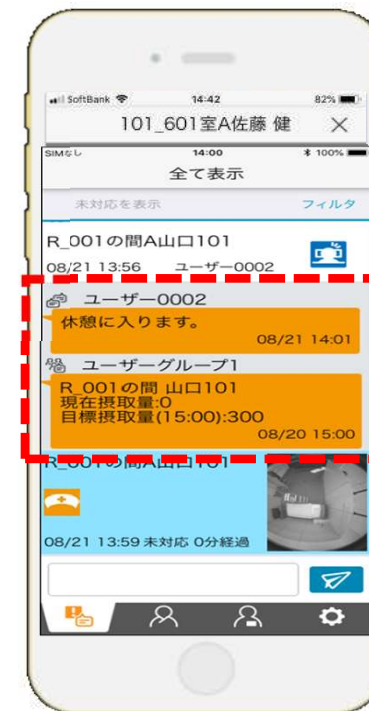 SoftBank 14:42 82%
101_601室A佐藤 健 ×
SIMなし 14:00 100%
全て表示
未対応を表示 フィルタ
R_001の間A山口101
08/21 13:56 ユーザー0002
ユーザー0002
休憩に入ります。
08/21 14:01
ユーザーグループ1
R_001の間 山口101
現在摂取量:0
目標摂取量(15:00):300
08/20 15:00
R_001の間A山口101
08/21 13:59 未対応 0分経過